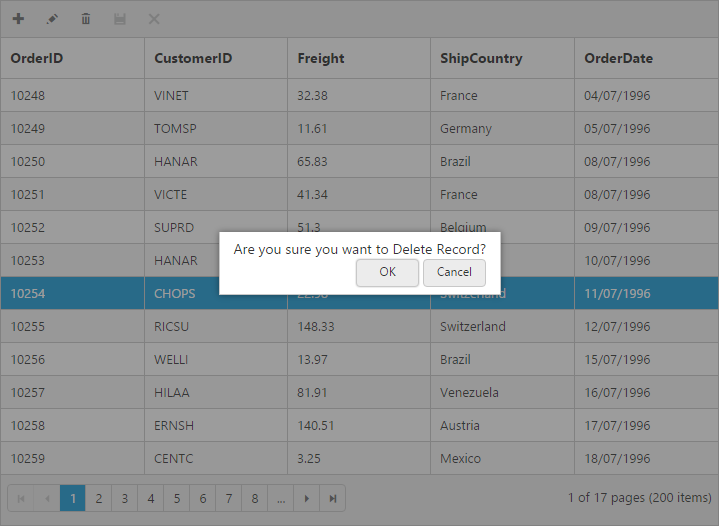 OrderID CustomerID Freight ShipCountry OrderDate
10248 VINET 32.38 France 04/07/1996
10249 TOMSP 11.61 Germany 05/07/1996
10250 HANAR 65.83 Brazil 08/07/1996
10251 VICTE 41.34 France 08/07/1996
10252 SUPRD 51.3 Belgium 09/07/1996
Are you sure you want to Delete Record?
10253 HANAR 10/07/1996
OK Cancel
10254 CHOPS 22.98 Switzerland 11/07/1996
10255 RICSU 148.33 Switzerland 12/07/1996
10256 WELLI 13.97 Brazil 15/07/1996
10257 HILAA 81.91 Venezuela 16/07/1996
10258 ERNSH 140.51 Austria 17/07/1996
10259 CENTC 3.25 Mexico 18/07/1996
1 2 3 4 5 6 7 8 ... 1 of 17 pages (200 items)